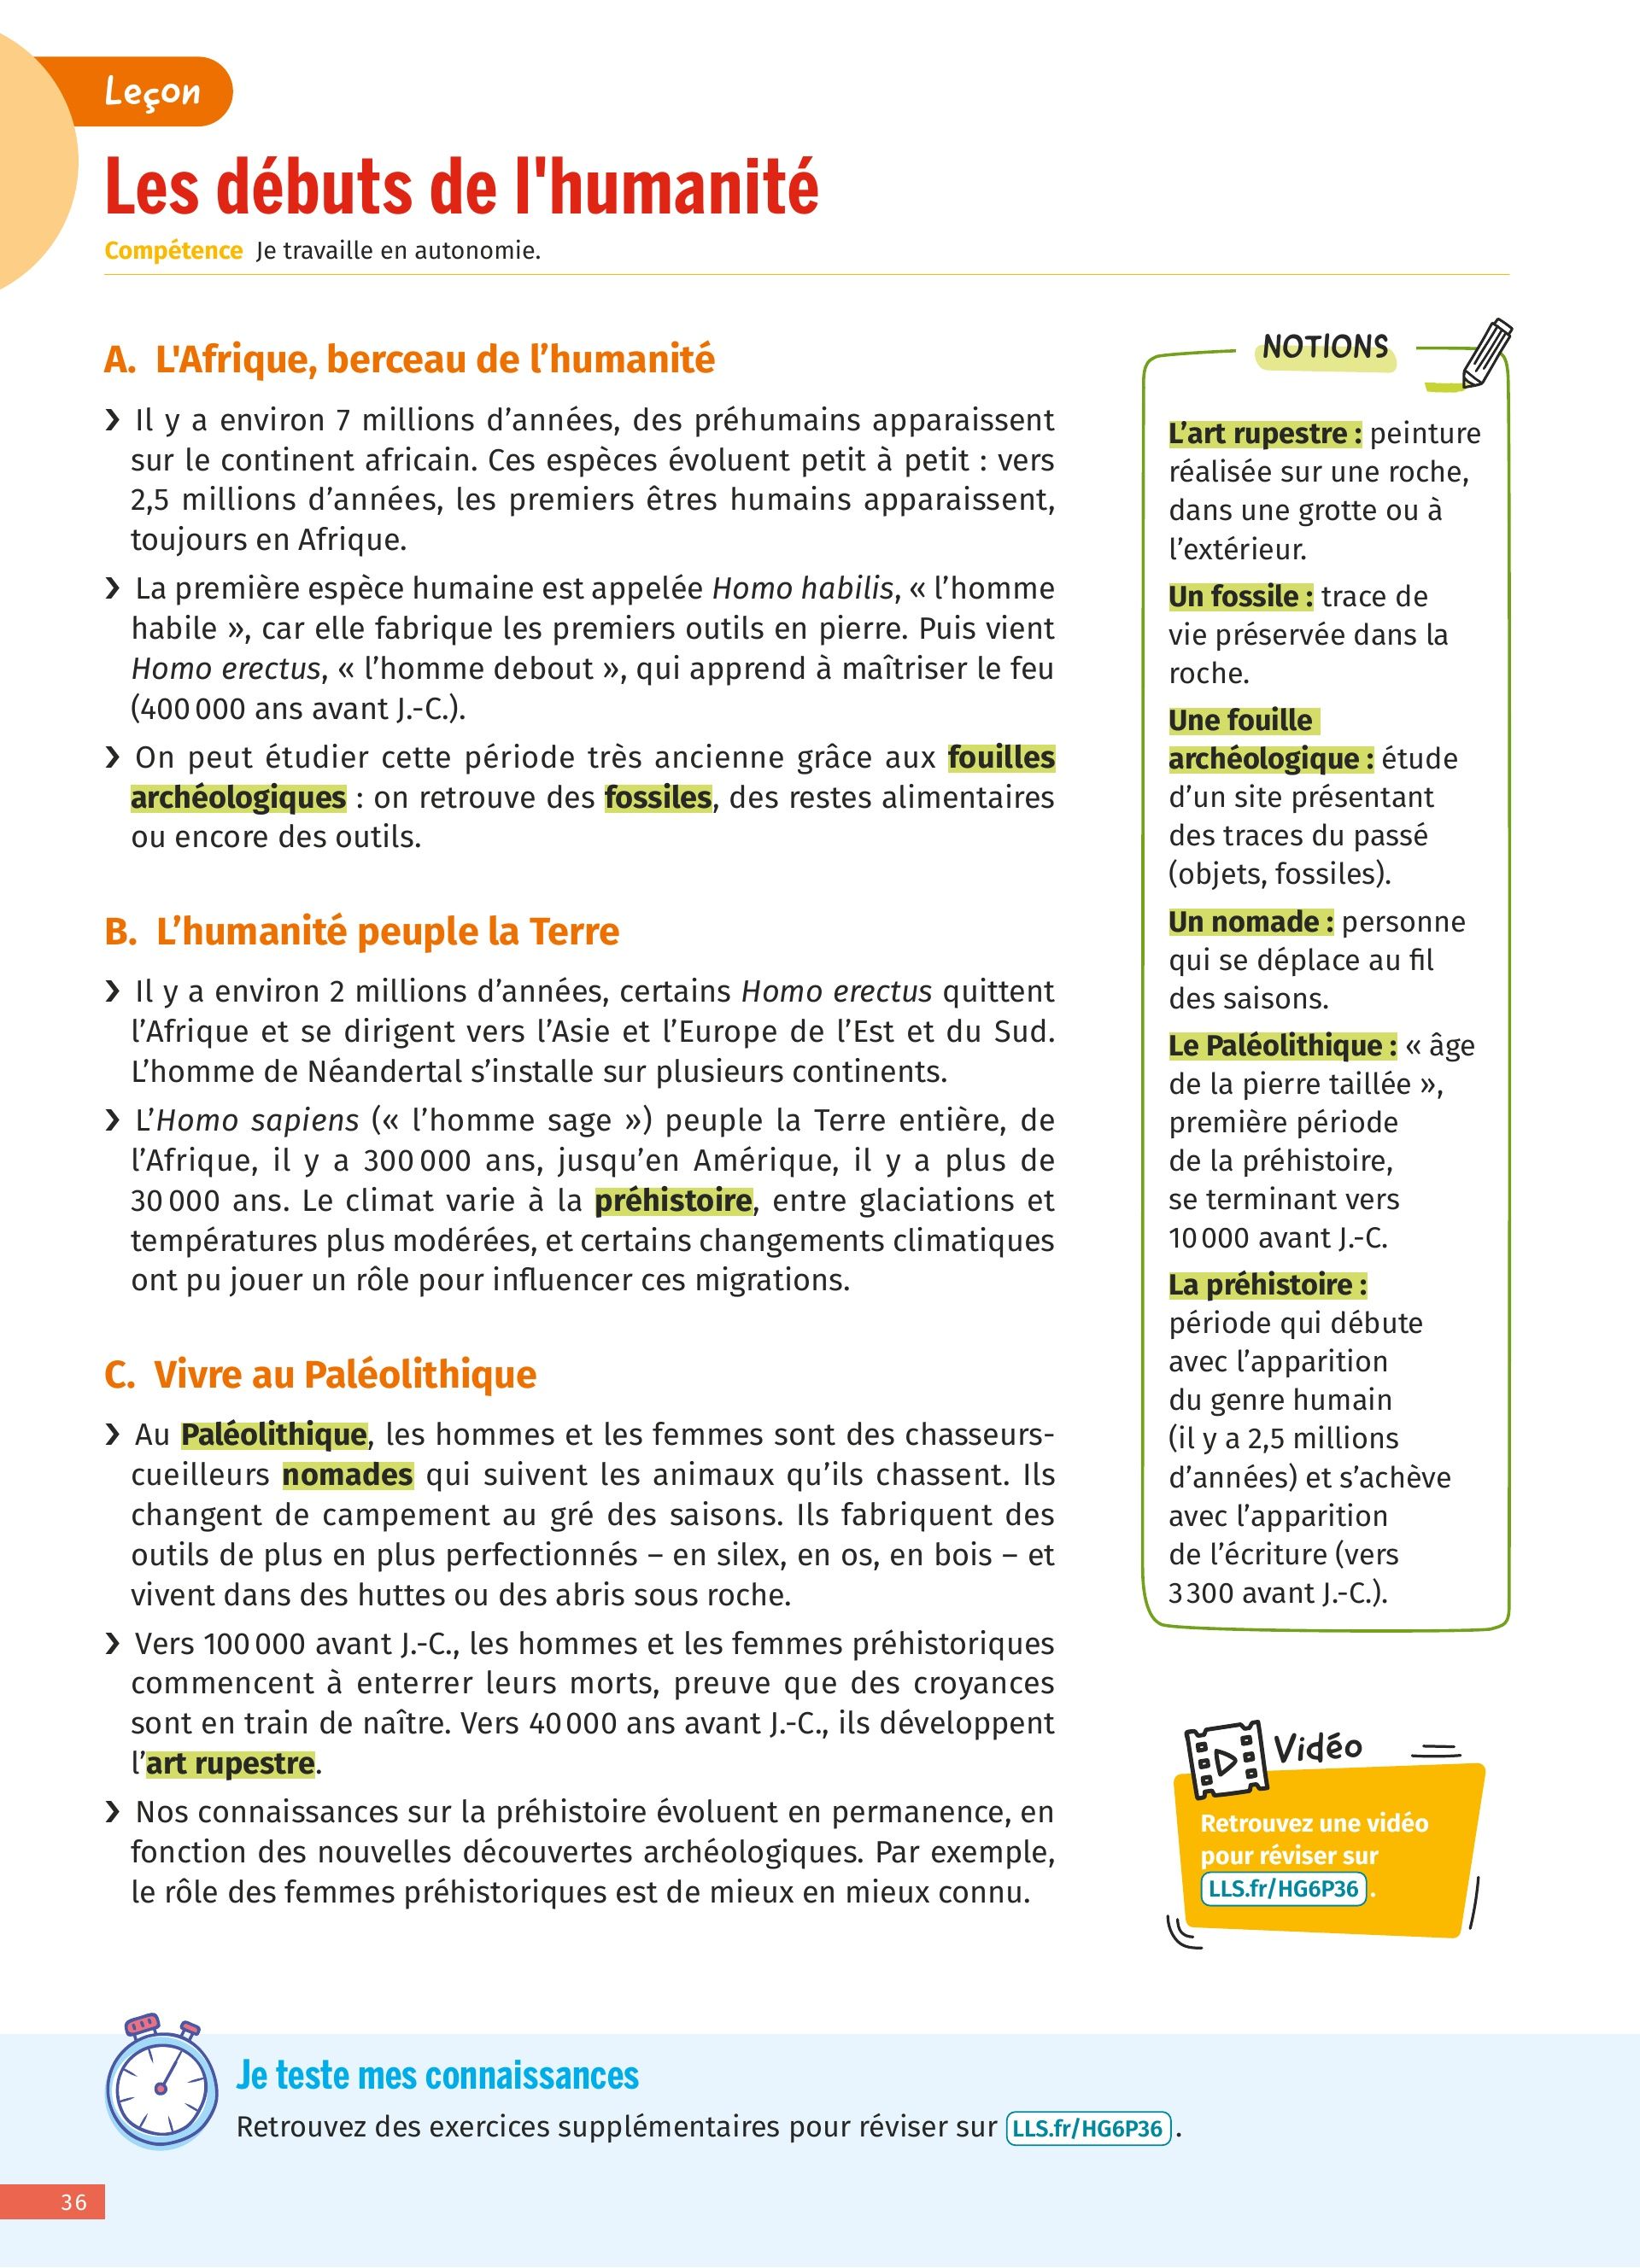 Leçon
Les débuts de l'humanité
Compétence Je travaille en autonomie.
A. L'Afrique, berceau de l’humanité
❯ Il y a environ 7 millions d’années, des préhumains apparaissent
sur le continent africain. Ces espèces évoluent petit à petit : vers
2,5 millions d’années, les premiers êtres humains apparaissent,
toujours en Afrique.
❯ La première espèce humaine est appelée Homo habilis, « l’homme
habile », car elle fabrique les premiers outils en pierre. Puis vient
Homo erectus, « l’homme debout », qui apprend à maîtriser le feu
(400 000 ans avant J.-C.).
❯ On peut étudier cette période très ancienne grâce aux fouilles
archéologiques : on retrouve des fossiles, des restes alimentaires
ou encore des outils.
B. L’humanité peuple la Terre
❯ Il y a environ 2 millions d’années, certains Homo erectus quittent
l’Afrique et se dirigent vers l’Asie et l’Europe de l’Est et du Sud.
L’homme de Néandertal s’installe sur plusieurs continents.
❯ L’Homo sapiens (« l’homme sage ») peuple la Terre entière, de
l’Afrique, il y a 300 000 ans, jusqu’en Amérique, il y a plus de
30 000 ans. Le climat varie à la préhistoire, entre glaciations et
températures plus modérées, et certains changements climatiques
ont pu jouer un rôle pour influencer ces migrations.
C. Vivre au Paléolithique
❯ Au Paléolithique, les hommes et les femmes sont des chasseurs-
cueilleurs nomades qui suivent les animaux qu’ils chassent. Ils
changent de campement au gré des saisons. Ils fabriquent des
outils de plus en plus perfectionnés – en silex, en os, en bois – et
vivent dans des huttes ou des abris sous roche.
❯ Vers 100 000 avant J.-C., les hommes et les femmes préhistoriques
commencent à enterrer leurs morts, preuve que des croyances
sont en train de naître. Vers 40 000 ans avant J.-C., ils développent
l’art rupestre.
❯ Nos connaissances sur la préhistoire évoluent en permanence, en
fonction des nouvelles découvertes archéologiques. Par exemple,
le rôle des femmes préhistoriques est de mieux en mieux connu.
NOTIONS
L’art rupestre : peinture
réalisée sur une roche,
dans une grotte ou à
l’extérieur.
Un fossile : trace de
vie préservée dans la
roche.
Une fouille
archéologique : étude
d’un site présentant
des traces du passé
(objets, fossiles).
Un nomade : personne
qui se déplace au fil
des saisons.
Le Paléolithique : « âge
de la pierre taillée »,
première période
de la préhistoire,
se terminant vers
10 000 avant J.-C.
La préhistoire :
période qui débute
avec l’apparition
du genre humain
(il y a 2,5 millions
d’années) et s’achève
avec l’apparition
de l’écriture (vers
3 300 avant J.-C.).
Vidéo
Retrouvez une vidéo
pour réviser sur
LLS.fr/HG6P36 .
Je teste mes connaissances
Retrouvez des exercices supplémentaires pour réviser sur LLS.fr/HG6P36 .
36